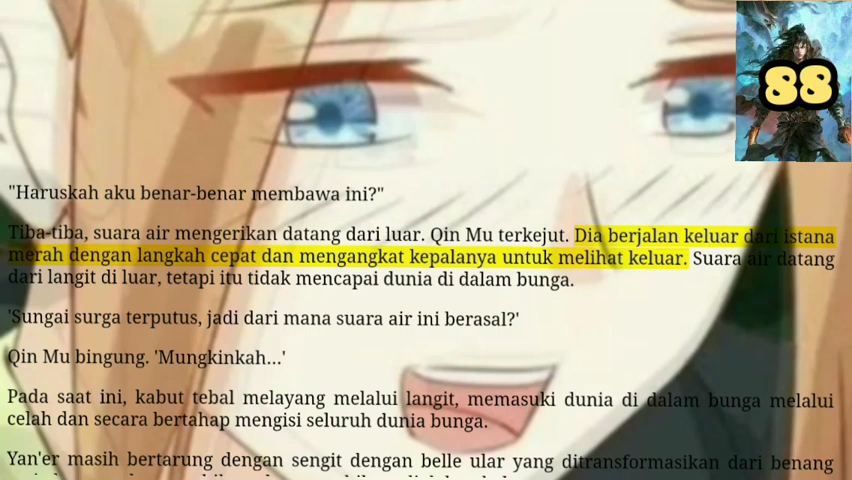 88
"Haruskah aku benar-benar membawa ini?"
Tiba-tiba, suara air mengerikan datang dari luar. Qin Mu terkejut. Dia berjalan keluar dari istana
merah dengan langkah cepat dan mengangkat kepalanya untuk melihat keluar. Suara air datang
dari langit di luar, tetapi itu tidak mencapai dunia di dalam bunga.
'Sungai surga terputus, jadi dari mana suara air ini berasal?'
Qin Mu bingung. 'Mungkinkah...'
Pada saat ini, kabut tebal melayang melalui langit, memasuki dunia di dalam bunga melalui
celah dan secara bertahap mengisi seluruh dunia bunga.
Yan'er masih bertarung dengan sengit dengan belle ular yang ditransformasikan dari benang